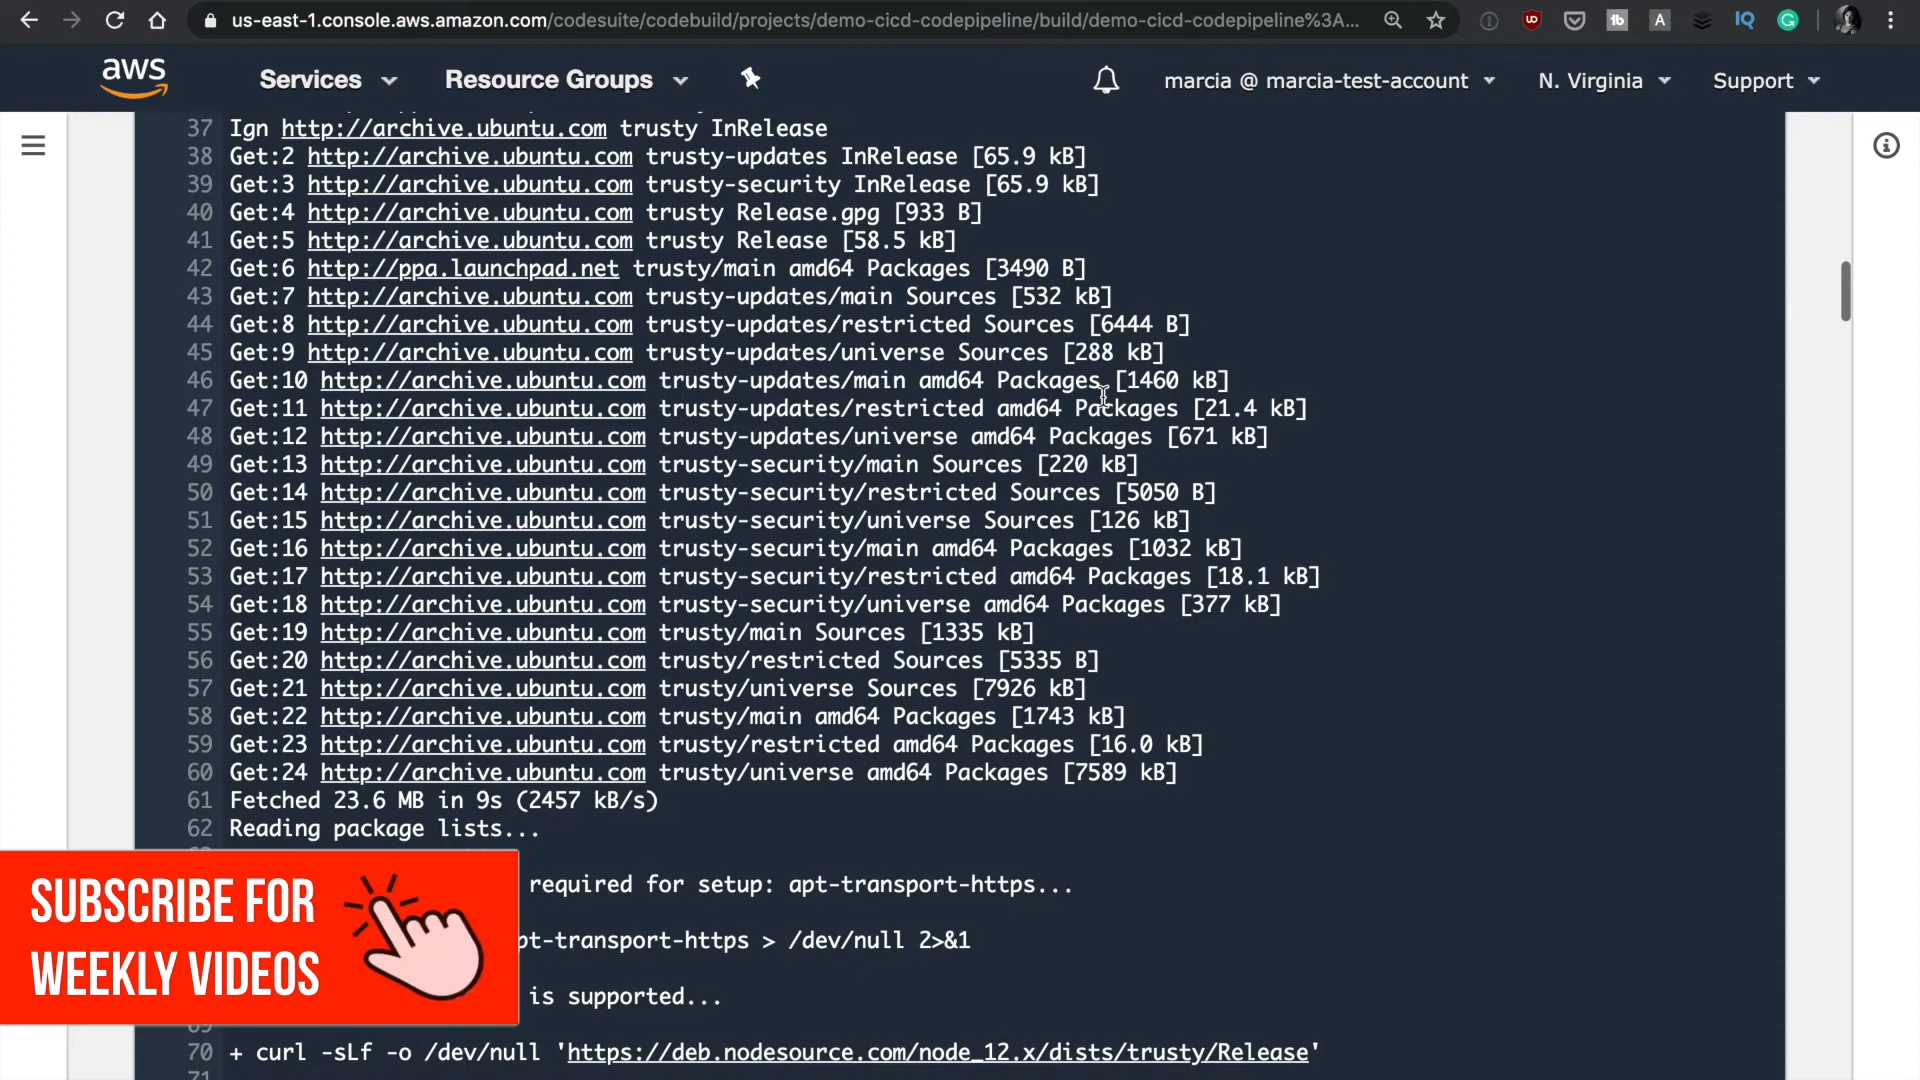 us-east-1.console.aws.amazon.com/codesuite/codebuild/projects/demo-cicd-codepipeline/build/demo-cicd-codepipeline%3A...
aws Services Resource Groups marcia @ marcia-test-account N. Virginia Support
37 Ign http://archive.ubuntu.com trusty InRelease
38 Get:2 http://archive.ubuntu.com trusty-updates InRelease [65.9 kB]
39 Get:3 http://archive.ubuntu.com trusty-security InRelease [65.9 kB]
40 Get:4 http://archive.ubuntu.com trusty Release.gpg [933 B]
41 Get:5 http://archive.ubuntu.com trusty Release [58.5 kB]
42 Get:6 http://ppa.launchpad.net trusty/main amd64 Packages [3490 B]
43 Get:7 http://archive.ubuntu.com trusty-updates/main Sources [532 kB]
44 Get:8 http://archive.ubuntu.com trusty-updates/restricted Sources [6444 B]
45 Get:9 http://archive.ubuntu.com trusty-updates/universe Sources [288 kB]
46 Get:10 http://archive.ubuntu.com trusty-updates/main amd64 Packages [1460 kB]
47 Get:11 http://archive.ubuntu.com trusty-updates/restricted amd64 Packages [21.4 kB]
48 Get:12 http://archive.ubuntu.com trusty-updates/universe amd64 Packages [671 kB]
49 Get:13 http://archive.ubuntu.com trusty-security/main Sources [220 kB]
50 Get:14 http://archive.ubuntu.com trusty-security/restricted Sources [5050 B]
51 Get:15 http://archive.ubuntu.com trusty-security/universe Sources [126 kB]
52 Get:16 http://archive.ubuntu.com trusty-security/main amd64 Packages [1032 kB]
53 Get:17 http://archive.ubuntu.com trusty-security/restricted amd64 Packages [18.1 kB]
54 Get:18 http://archive.ubuntu.com trusty-security/universe amd64 Packages [377 kB]
55 Get:19 http://archive.ubuntu.com trusty/main Sources [1335 kB]
56 Get:20 http://archive.ubuntu.com trusty/restricted Sources [5335 B]
57 Get:21 http://archive.ubuntu.com trusty/universe Sources [7926 kB]
58 Get:22 http://archive.ubuntu.com trusty/main amd64 Packages [1743 kB]
59 Get:23 http://archive.ubuntu.com trusty/restricted amd64 Packages [16.0 kB]
60 Get:24 http://archive.ubuntu.com trusty/universe amd64 Packages [7589 kB]
61 Fetched 23.6 MB in 9s (2457 kB/s)
62 Reading package lists...
required for setup: apt-transport-https...
pt-transport-https > /dev/null 2>&1
is supported...
70 + curl -sLf -o /dev/null 'https://deb.nodesource.com/node_12.x/dists/trusty/Release'
SUBSCRIBE FOR
WEEKLY VIDEOS